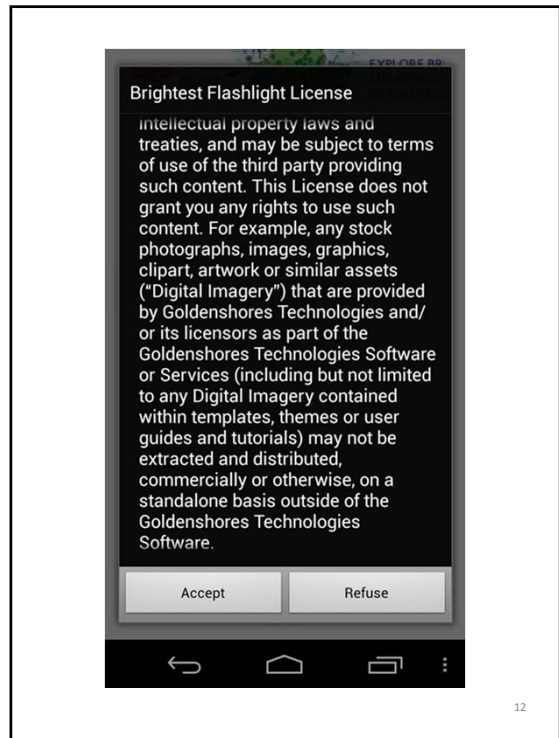 EXPLORE BR
Brightest Flashlight License
intellectual property laws and
treaties, and may be subject to terms
of use of the third party providing
such content. This License does not
grant you any rights to use such
content. For example, any stock
photographs, images, graphics,
clipart, artwork or similar assets
("Digital Imagery") that are provided
by Goldenshores Technologies and/
or its licensors as part of the
Goldenshores Technologies Software
or Services (including but not limited
to any Digital Imagery contained
within templates, themes or user
guides and tutorials) may not be
extracted and distributed,
commercially or otherwise, on a
standalone basis outside of the
Goldenshores Technologies
Software.
Accept
Refuse
12